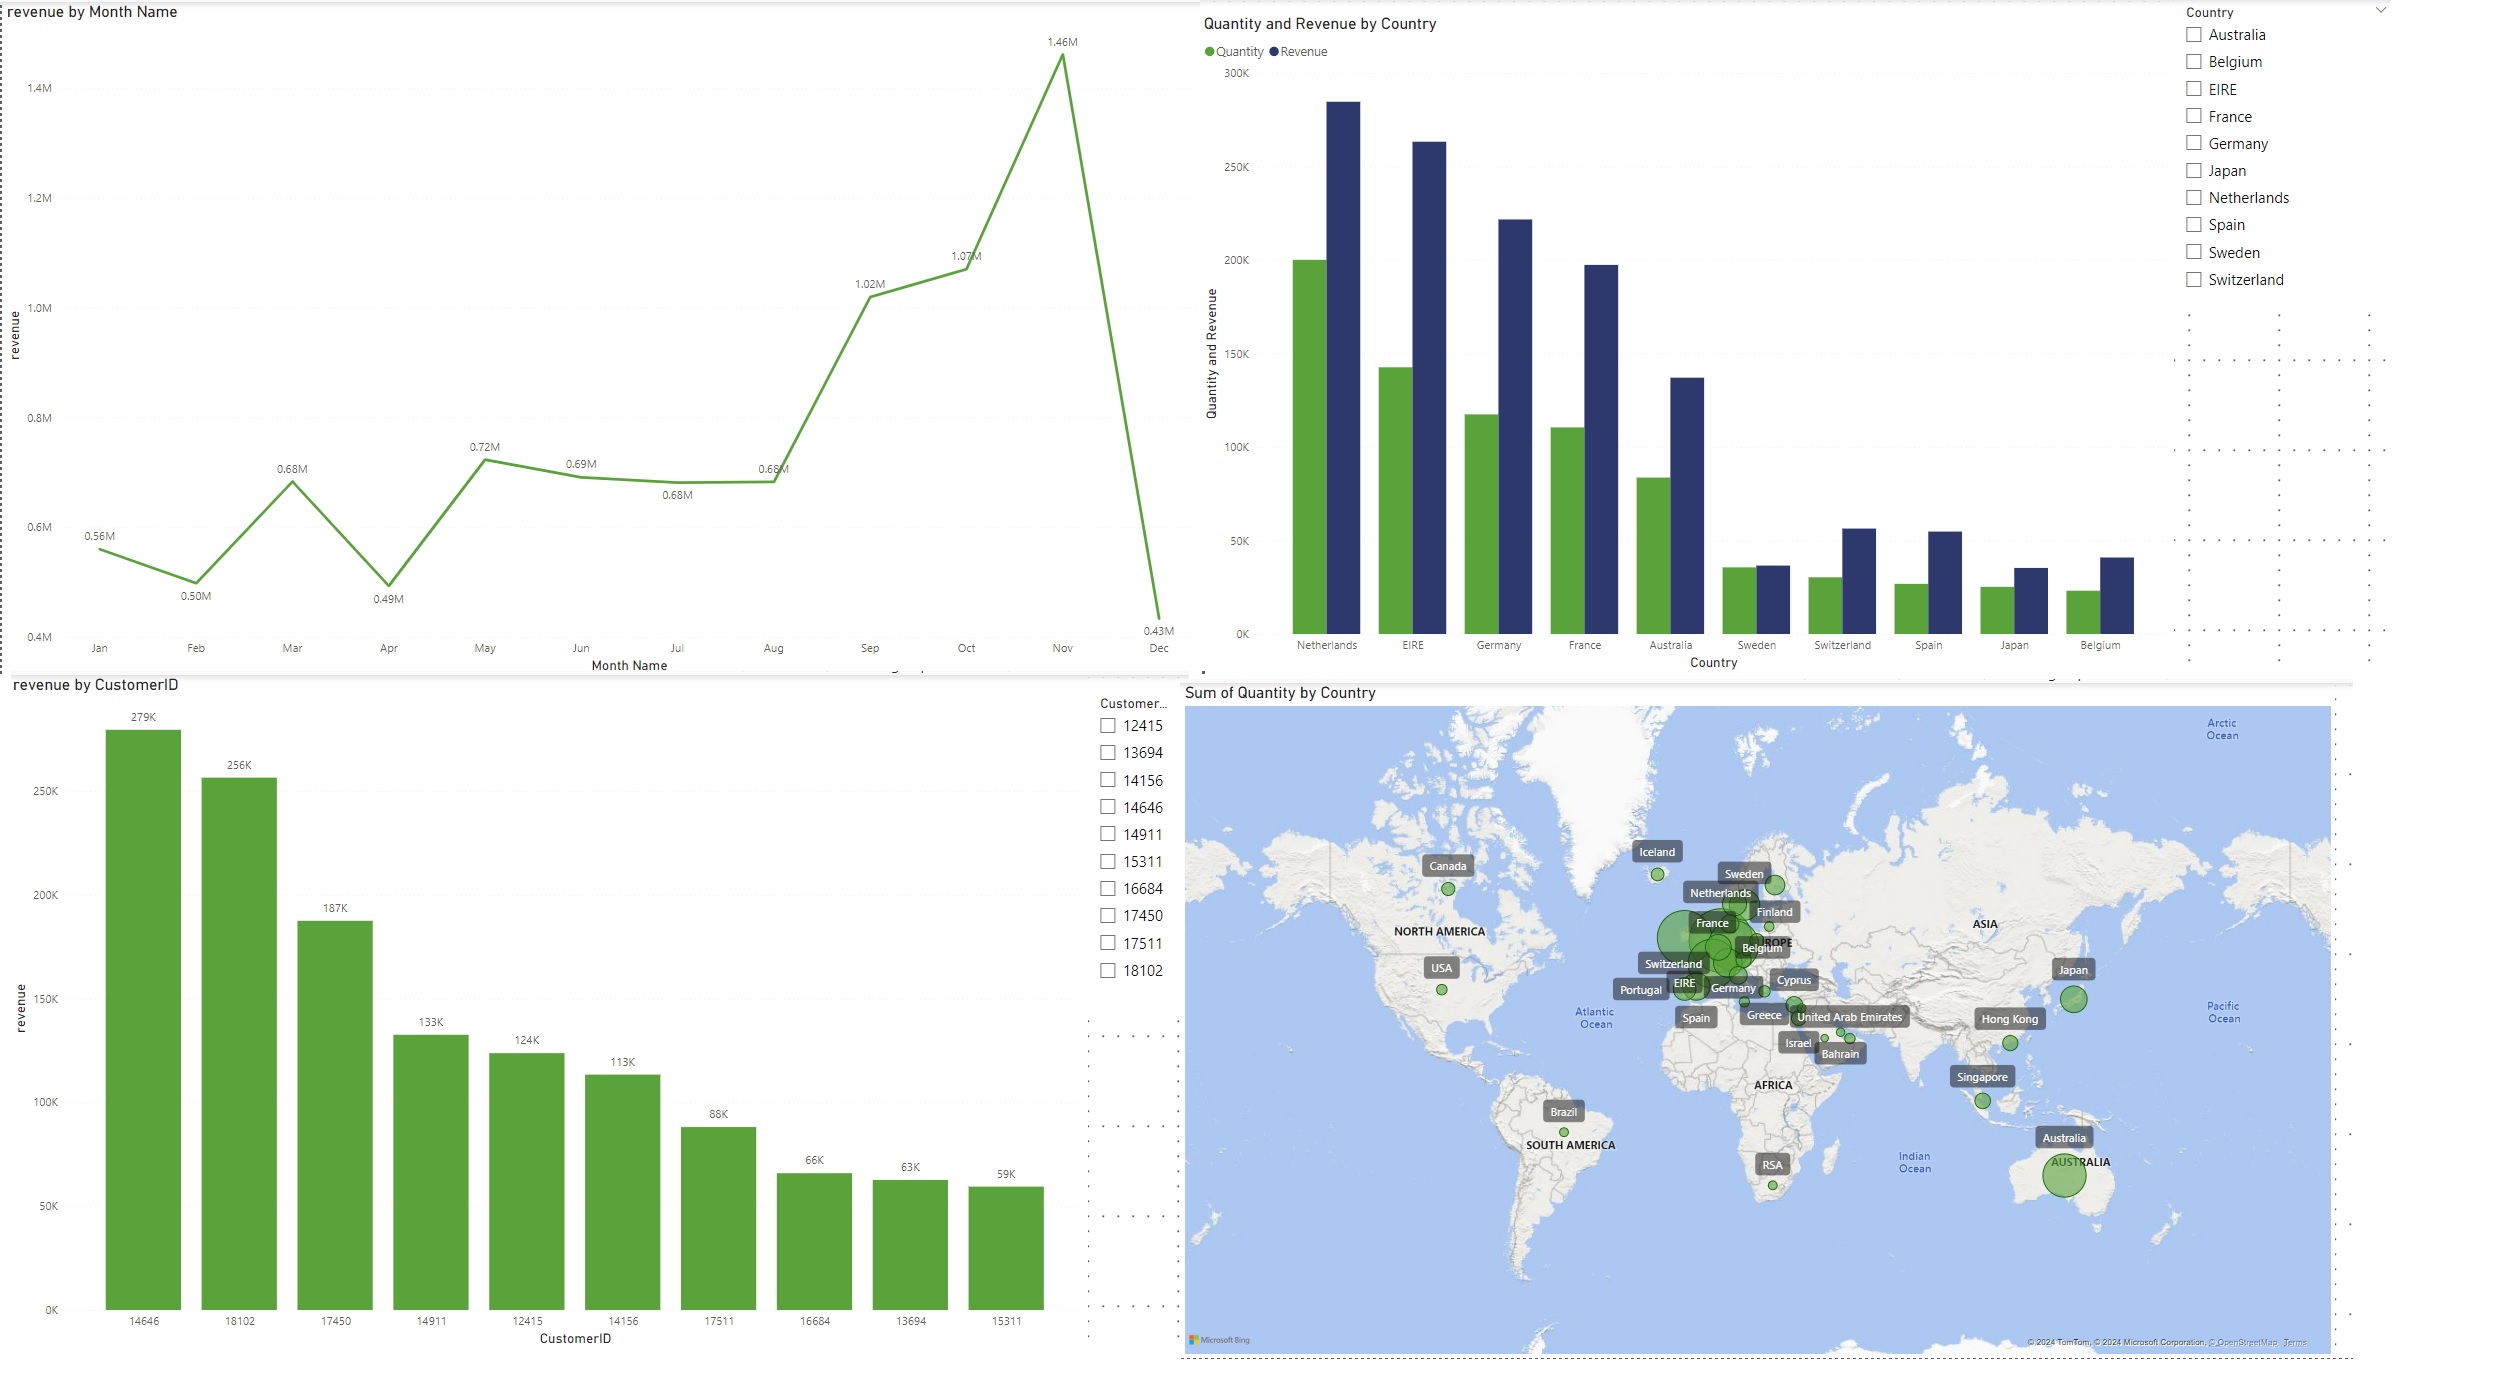 revenue by Month Name
1.4M
1.2M
1.0M
0.8M
0.6M
0.4M
revenue
0.56M
0.50M
0.68M
0.49M
0.72M
0.69M
0.68M
0.68M
1.02M
1.07M
1.46M
0.43M
Jan Feb Mar Apr May Jun Jul Aug Sep Oct Nov Dec
Month Name
Quantity and Revenue by Country
Quantity Revenue
300K
250K
200K
150K
100K
50K
0K
Quantity and Revenue
Netherlands EIRE Germany France Australia Sweden Switzerland Spain Japan Belgium
Country
Country
Australia
Belgium
EIRE
France
Germany
Japan
Netherlands
Spain
Sweden
Switzerland
revenue by CustomerID
250K
200K
150K
100K
50K
0K
revenue
279K
256K
187K
133K
124K
113K
88K
66K
63K
59K
14646 18102 17450 14911 12415 14156 17511 16684 13694 15311
CustomerID
Customer...
12415
13694
14156
14646
14911
15311
16684
17450
17511
18102
Sum of Quantity by Country
Arctic
Ocean
Iceland
Canada
Sweden
Netherlands
Finland
France
NORTH AMERICA
ASIA
Belgium
Switzerland
USA
Japan
Cyprus
EIRE
Germany
Portugal
Atlantic
Ocean
Pacific
Ocean
Spain
Greece
United Arab Emirates
Hong Kong
Israel
Bahrain
Singapore
AFRICA
Brazil
SOUTH AMERICA
Australia
AUSTRALIA
RSA
Indian
Ocean
Microsoft Bing
© 2024 TomTom, © 2024 Microsoft Corporation, © OpenStreetMap Terms